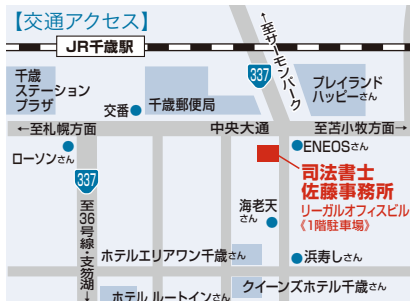 【交通アクセス】
JR千歳駅
←至サーモンパーク
337
千歳
ステーション
プラザ
交番
千歳郵便局
プレイランド
ハッピーさん
←至札幌方面
中央大通
至苫小牧方面→
ローソンさん
ENEOSさん
司法書士
佐藤事務所
リーガルオフィスビル
《1階駐車場》
337
至36号線・支笏湖→
海老天
さん
ホテルエリアワン千歳さん
浜寿しさん
ホテル ルートインさん
クイーンズホテル千歳さん